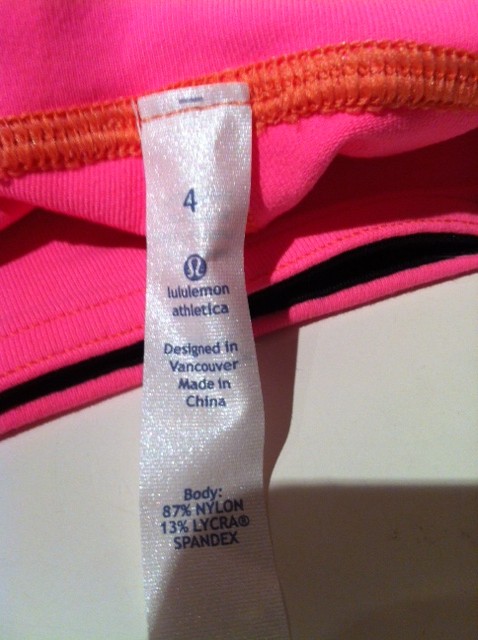 4
lululemon
athletica
Designed in
Vancouver
Made in
China
Body:
87% NYLON
13% LYCRA®
SPANDEX